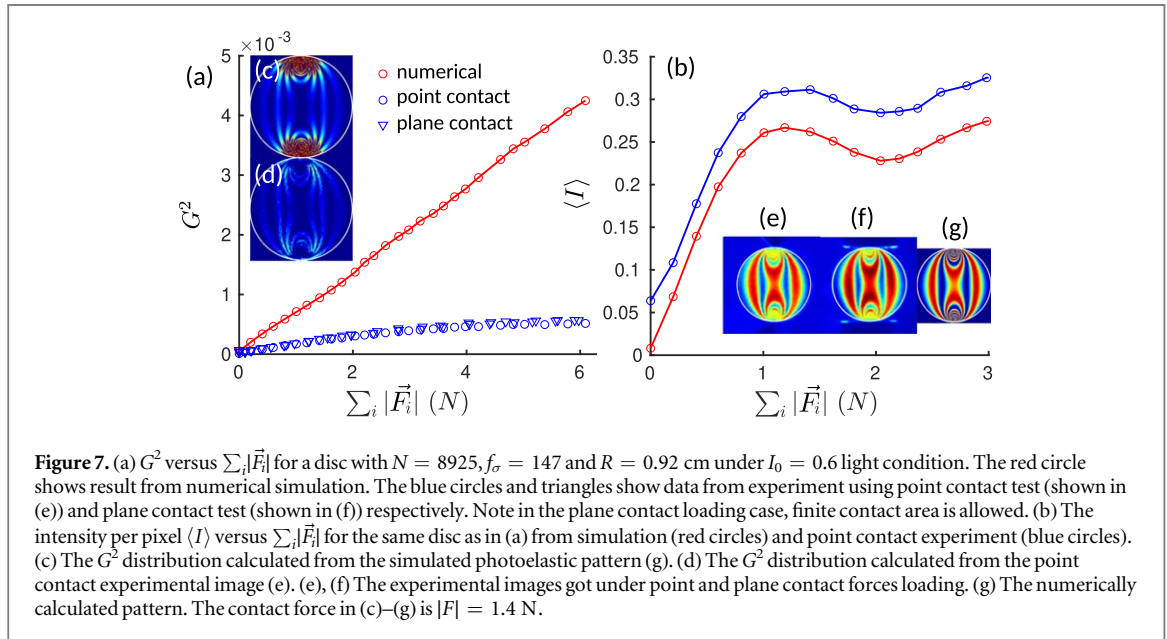 (a)
×10⁻³
5
4
3
2
1
0
G²
(c)
(d)
numerical
point contact
plane contact
0 2 4 6
∑ᵢ |F⃗ᵢ| (N)
(b)
0.35
0.3
0.25
0.2
0.15
0.1
0.05
0
⟨I⟩
(e) (f) (g)
0 1 2 3
∑ᵢ |F⃗ᵢ| (N)
Figure 7. (a) G² versus ∑ᵢ|F⃗ᵢ| for a disc with N = 8925, f_σ = 147 and R = 0.92 cm under I₀ = 0.6 light condition. The red circle
shows result from numerical simulation. The blue circles and triangles show data from experiment using point contact test (shown in
(e)) and plane contact test (shown in (f)) respectively. Note in the plane contact loading case, finite contact area is allowed. (b) The
intensity per pixel ⟨I⟩ versus ∑ᵢ|F⃗ᵢ| for the same disc as in (a) from simulation (red circles) and point contact experiment (blue circles).
(c) The G² distribution calculated from the simulated photoelastic pattern (g). (d) The G² distribution calculated from the point
contact experimental image (e). (e), (f) The experimental images got under point and plane contact forces loading. (g) The numerically
calculated pattern. The contact force in (c)–(g) is |F| = 1.4 N.